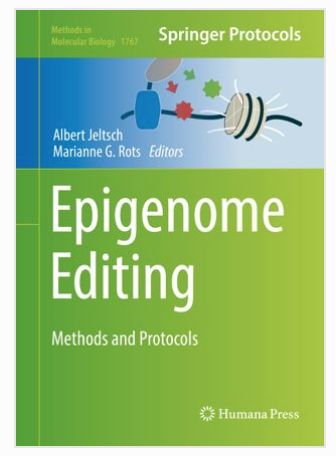 Methods in
Molecular Biology 1767
Springer Protocols
Albert Jeltsch
Marianne G. Rots Editors
Epigenome
Editing
Methods and Protocols
Humana Press